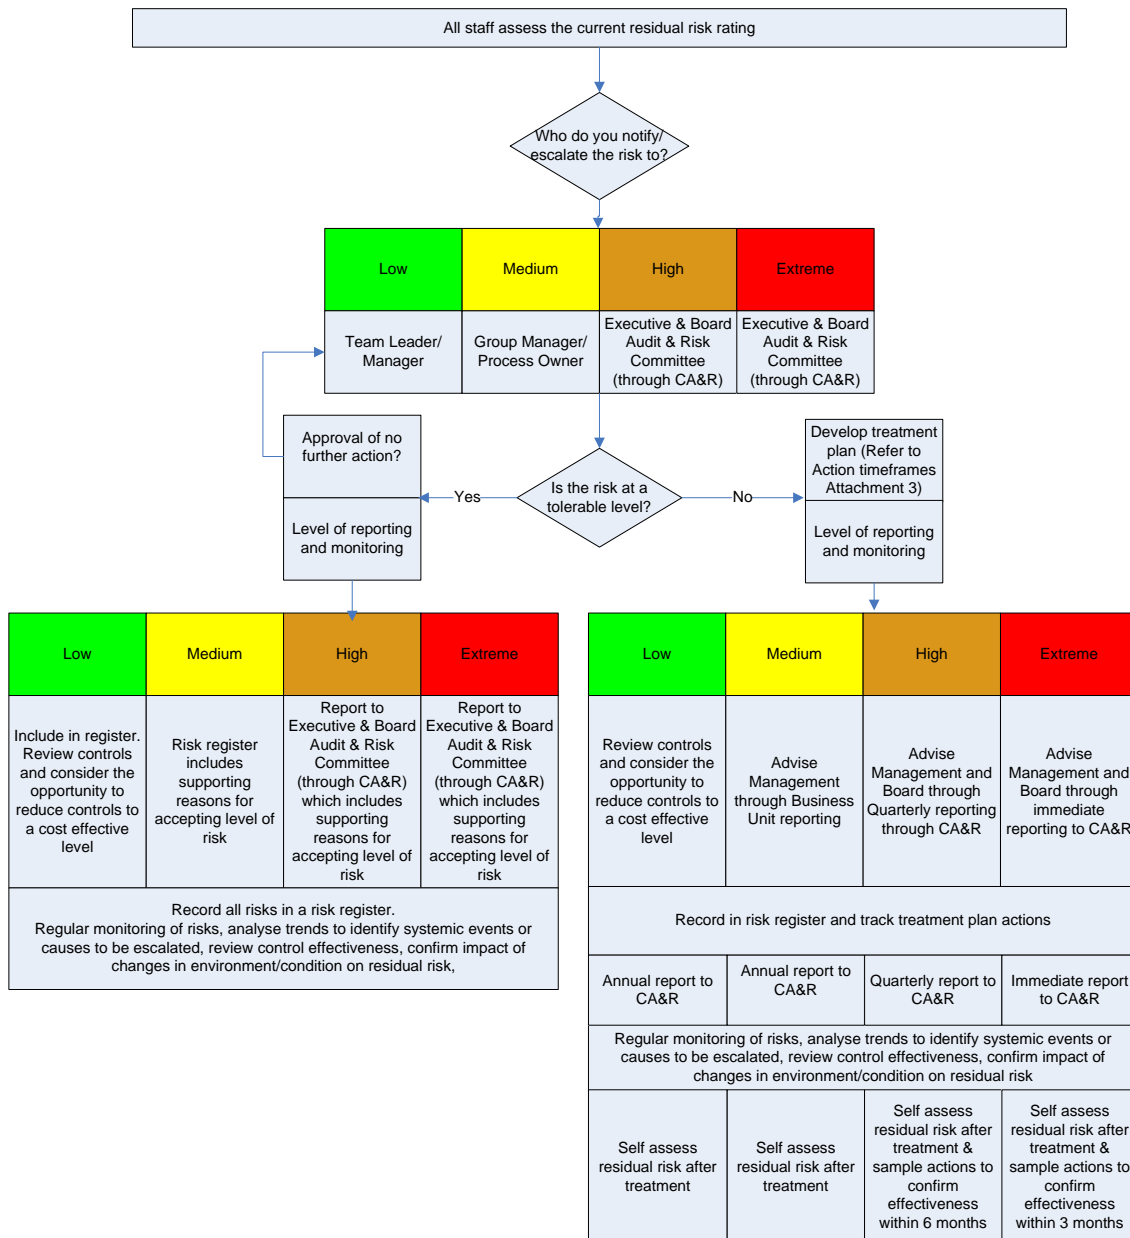 All staff assess the current residual risk rating
Who do you notify/
escalate the risk to?
Low
Medium
High
Extreme
Team Leader/
Manager
Group Manager/
Process Owner
Executive & Board
Audit & Risk
Committee
(through CA&R)
Executive & Board
Audit & Risk
Committee
(through CA&R)
Approval of no
further action?
Level of reporting
and monitoring
Yes
Is the risk at a
tolerable level?
No
Develop treatment
plan (Refer to
Action timeframes
Attachment 3)
Level of reporting
and monitoring
Low
Medium
High
Extreme
Include in register.
Review controls
and consider the
opportunity to
reduce controls to
a cost effective
level
Risk register
includes
supporting
reasons for
accepting level of
risk
Report to
Executive & Board
Audit & Risk
Committee
(through CA&R)
which includes
supporting
reasons for
accepting level of
risk
Report to
Executive & Board
Audit & Risk
Committee
(through CA&R)
which includes
supporting
reasons for
accepting level of
risk
Record all risks in a risk register.
Regular monitoring of risks, analyse trends to identify systemic events or
causes to be escalated, review control effectiveness, confirm impact of
changes in environment/condition on residual risk,
Low
Medium
High
Extreme
Review controls
and consider the
opportunity to
reduce controls to
a cost effective
level
Advise
Management
through Business
Unit reporting
Advise
Management and
Board through
Quarterly reporting
through CA&R
Advise
Management and
Board through
immediate
reporting to CA&R
Record in risk register and track treatment plan actions
Annual report to
CA&R
Annual report to
CA&R
Quarterly report to
CA&R
Immediate report
to CA&R
Regular monitoring of risks, analyse trends to identify systemic events or
causes to be escalated, review control effectiveness, confirm impact of
changes in environment/condition on residual risk
Self assess
residual risk after
treatment
Self assess
residual risk after
treatment
Self assess
residual risk after
treatment &
sample actions to
confirm
effectiveness
within 6 months
Self assess
residual risk after
treatment &
sample actions to
confirm
effectiveness
within 3 months